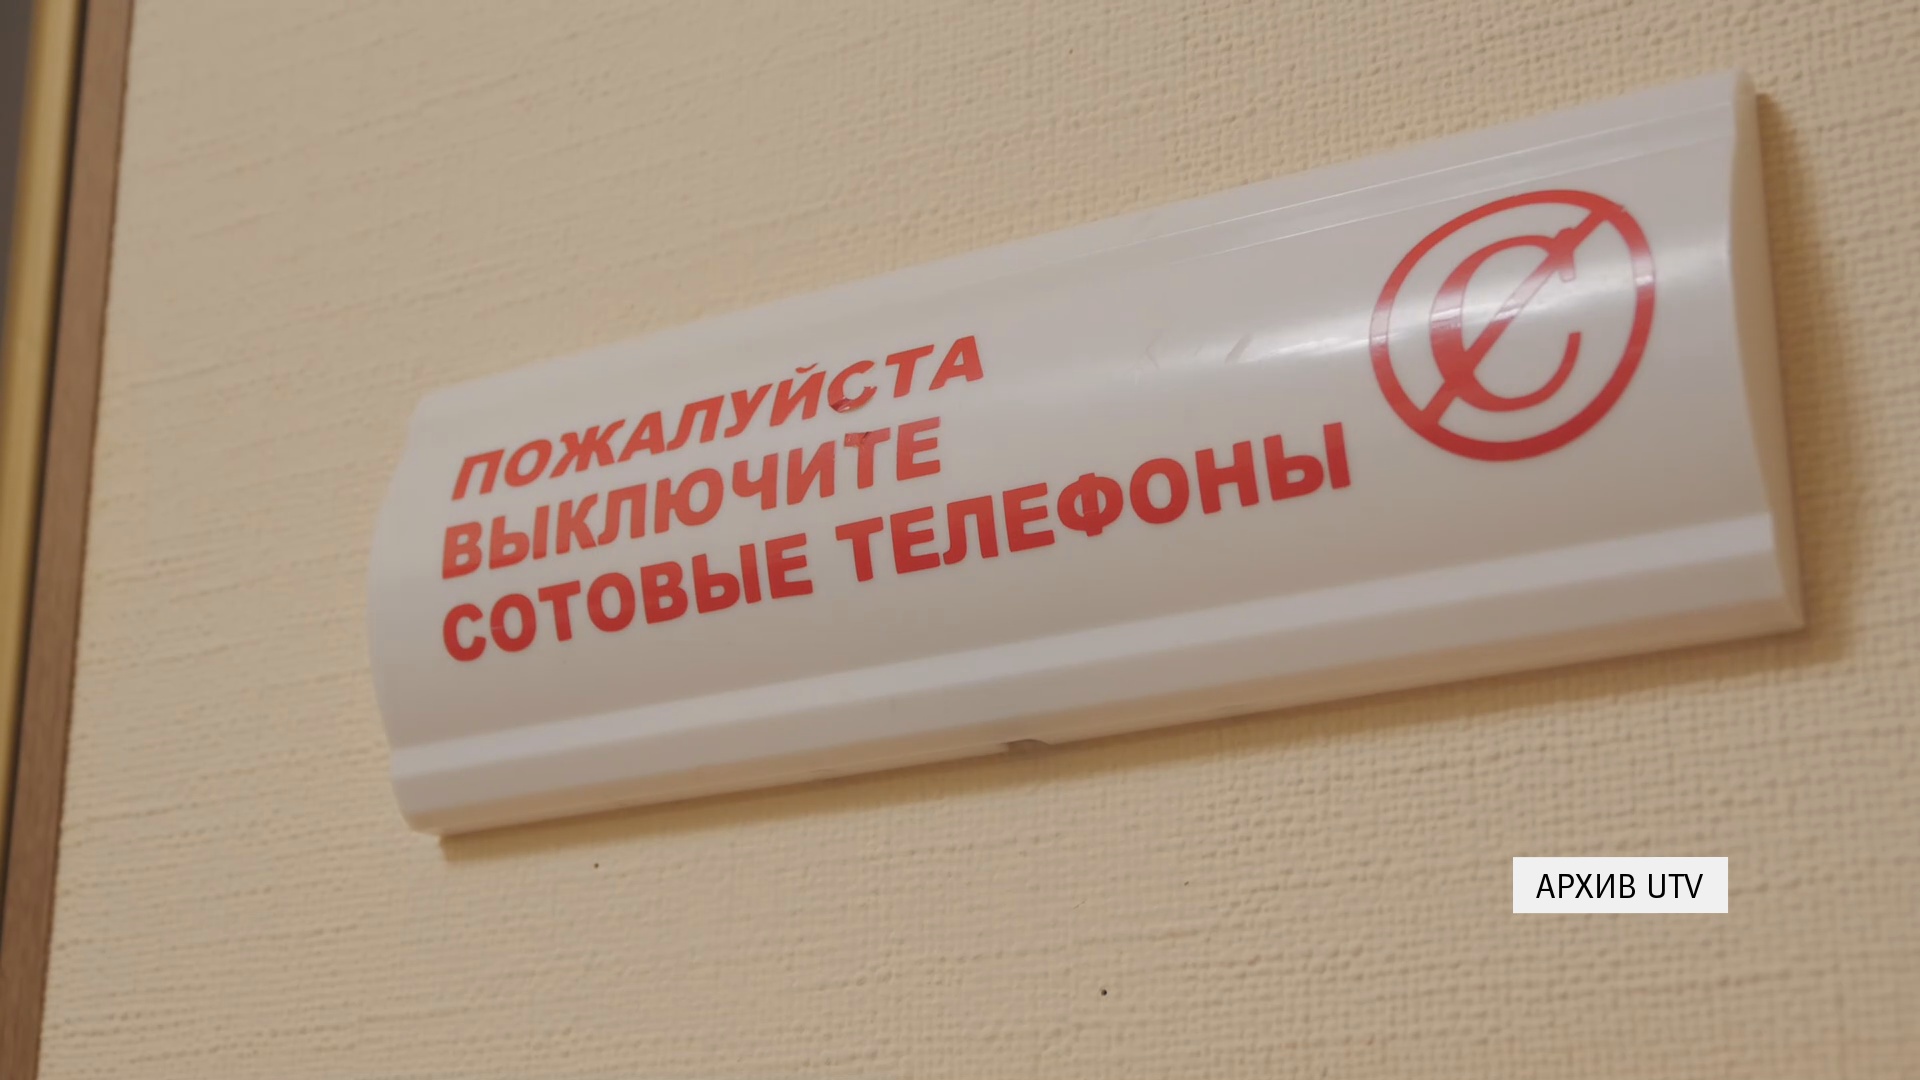 ПОЖАЛУЙСТА
ВЫКЛЮЧИТЕ
СОТОВЫЕ ТЕЛЕФОНЫ
С
АРХИВ UTV